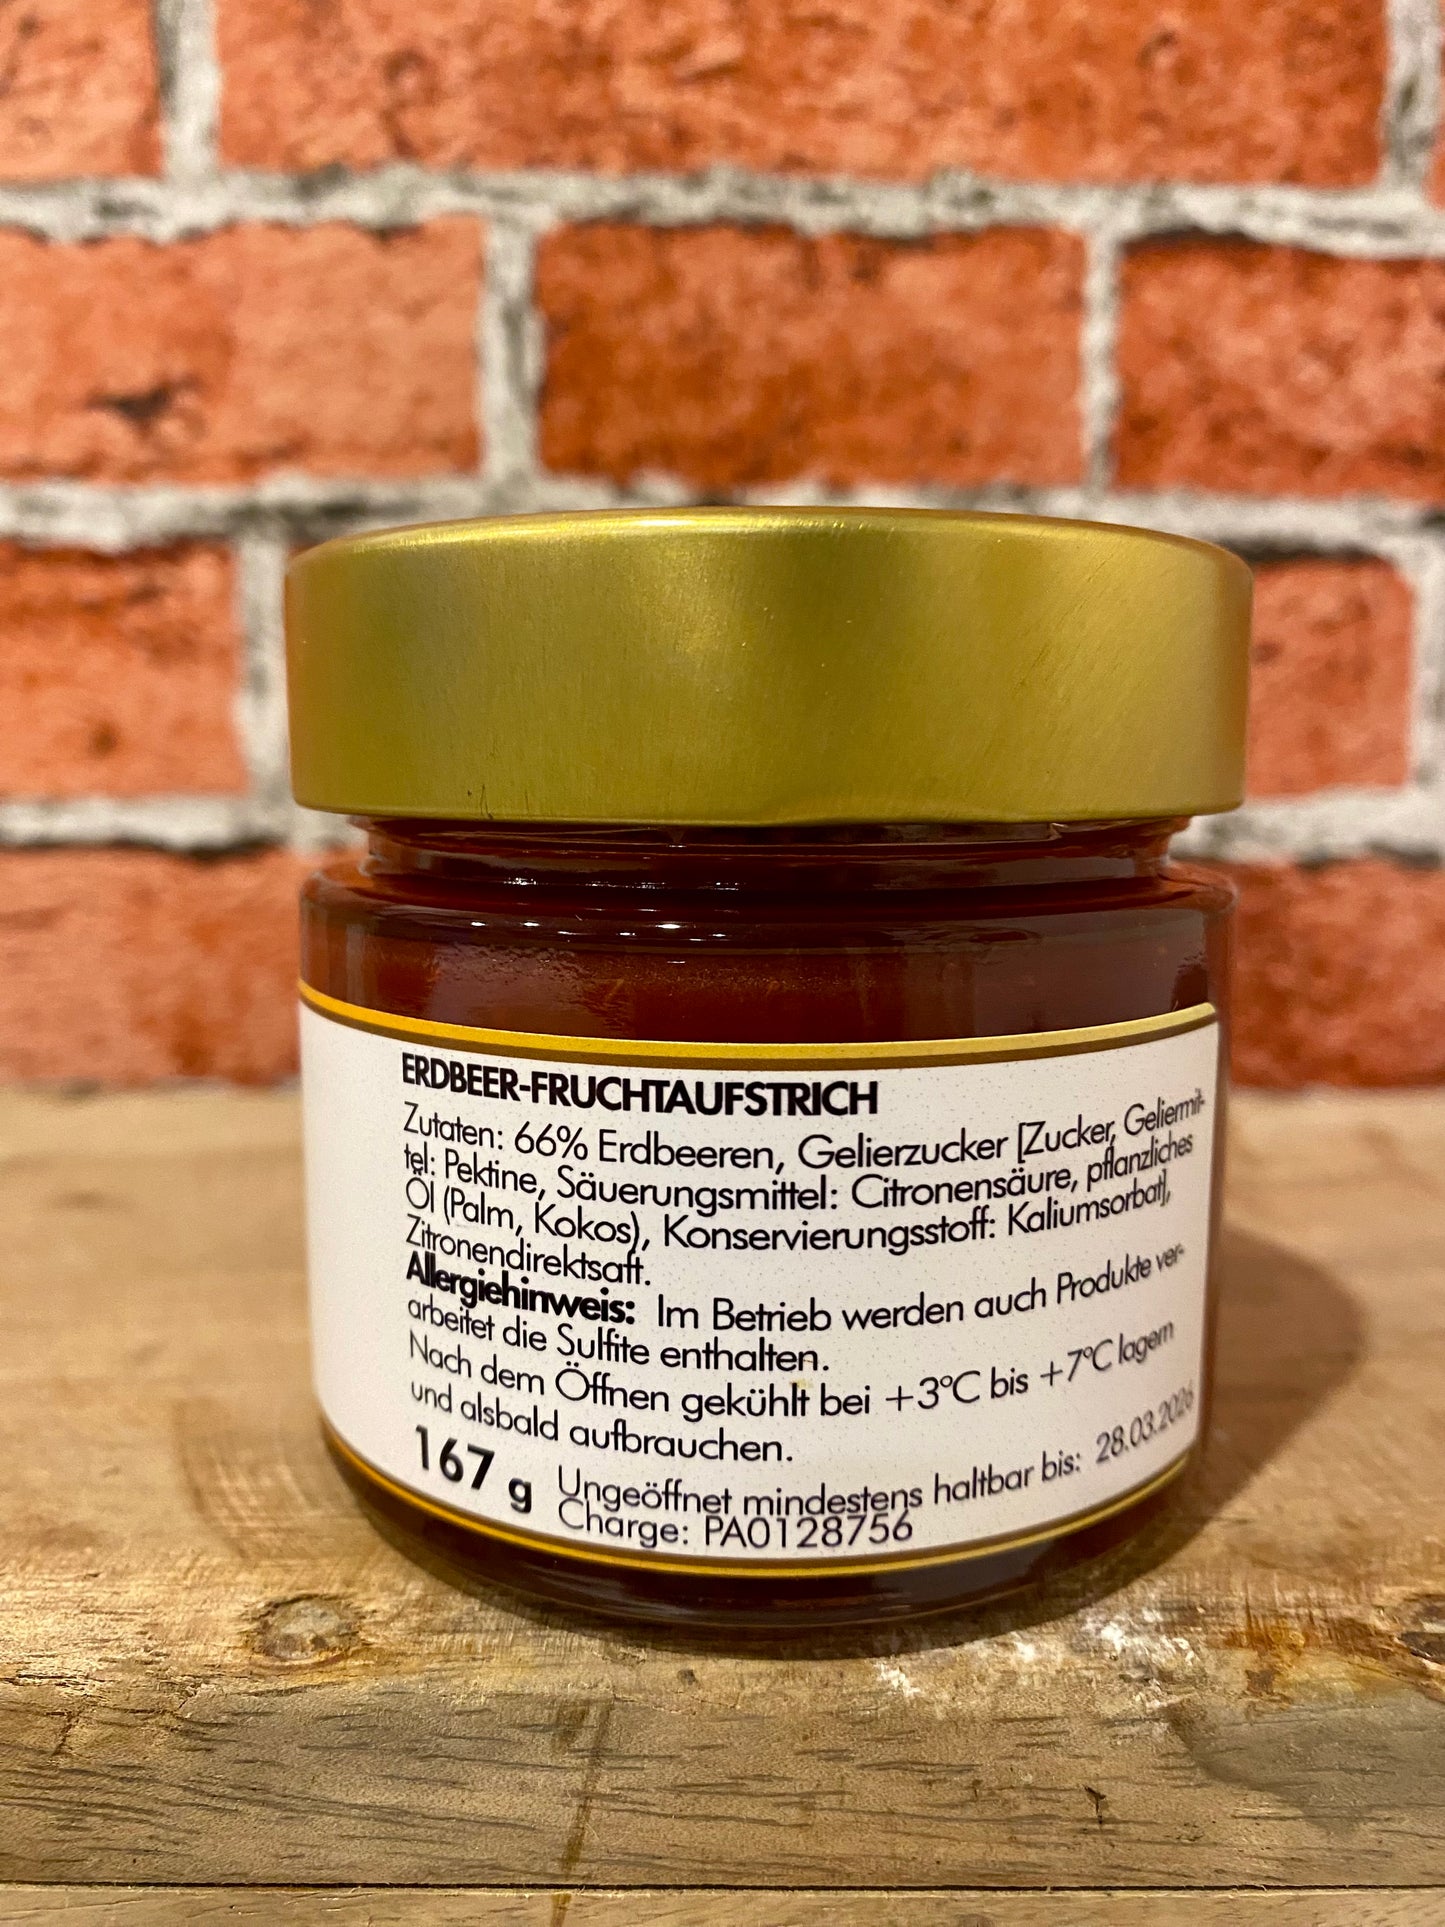 ERDBEER-FRUCHTAUFSTRICH
Zutaten: 66% Erdbeeren, Gelierzucker [Zucker, Geliermit-
tel: Pektine, Säuerungsmittel: Citronensäure, pflanzliches
Öl (Palm, Kokos), Konservierungsstoff: Kaliumsorbat],
Zitronendirektsaft.
Allergiehinweis: Im Betrieb werden auch Produkte ver-
arbeitet die Sulfite enthalten.
Nach dem Öffnen gekühlt bei +3°C bis +7°C lagern
und alsbald aufbrauchen.
167 g Ungeöffnet mindestens haltbar bis: 28.03.2026
Charge: PA0128756